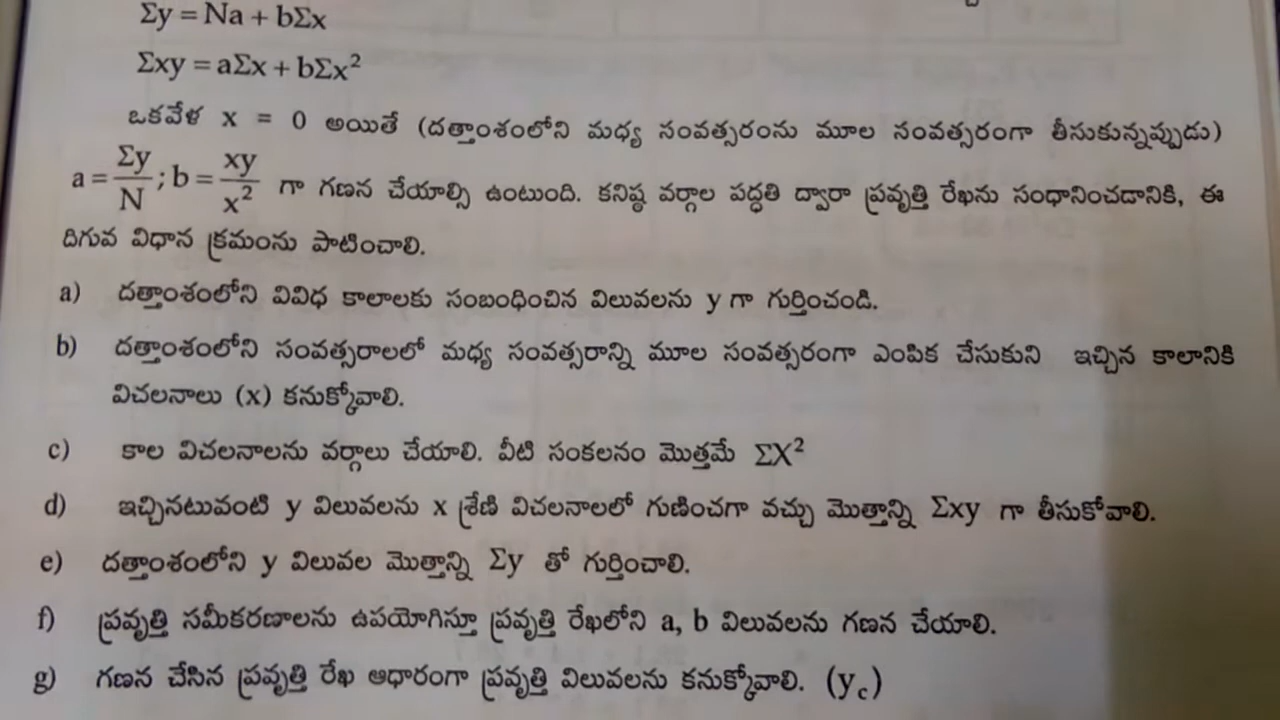 Σy = Na + bΣx
Σxy = aΣx + bΣx²
ఒకవేళ x = 0 అయితే (దత్తాంశంలోని మధ్య సంవత్సరంను మూల సంవత్సరంగా తీసుకున్నప్పుడు)
a = Σy/N ; b = xy/x² గా గణన చేయాల్సి ఉంటుంది. కనిష్ఠ వర్గాల పద్ధతి ద్వారా ప్రవృత్తి రేఖను సంధానించడానికి, ఈ
దిగువ విధాన క్రమంను పాటించాలి.
a) దత్తాంశంలోని వివిధ కాలాలకు సంబంధించిన విలువలను y గా గుర్తించండి.
b) దత్తాంశంలోని సంవత్సరాలలో మధ్య సంవత్సరాన్ని మూల సంవత్సరంగా ఎంపిక చేసుకుని ఇచ్చిన కాలానికి
విచలనాలు (x) కనుక్కోవాలి.
c) కాల విచలనాలను వర్గాలు చేయాలి. వీటి సంకలనం మొత్తమే ΣX²
d) ఇచ్చినటువంటి y విలువలను x శ్రేణి విచలనాలలో గుణించగా వచ్చు మొత్తాన్ని Σxy గా తీసుకోవాలి.
e) దత్తాంశంలోని y విలువల మొత్తాన్ని Σy తో గుర్తించాలి.
f) ప్రవృత్తి సమీకరణాలను ఉపయోగిస్తూ ప్రవృత్తి రేఖలోని a, b విలువలను గణన చేయాలి.
g) గణన చేసిన ప్రవృత్తి రేఖ ఆధారంగా ప్రవృత్తి విలువలను కనుక్కోవాలి. (y꜀)